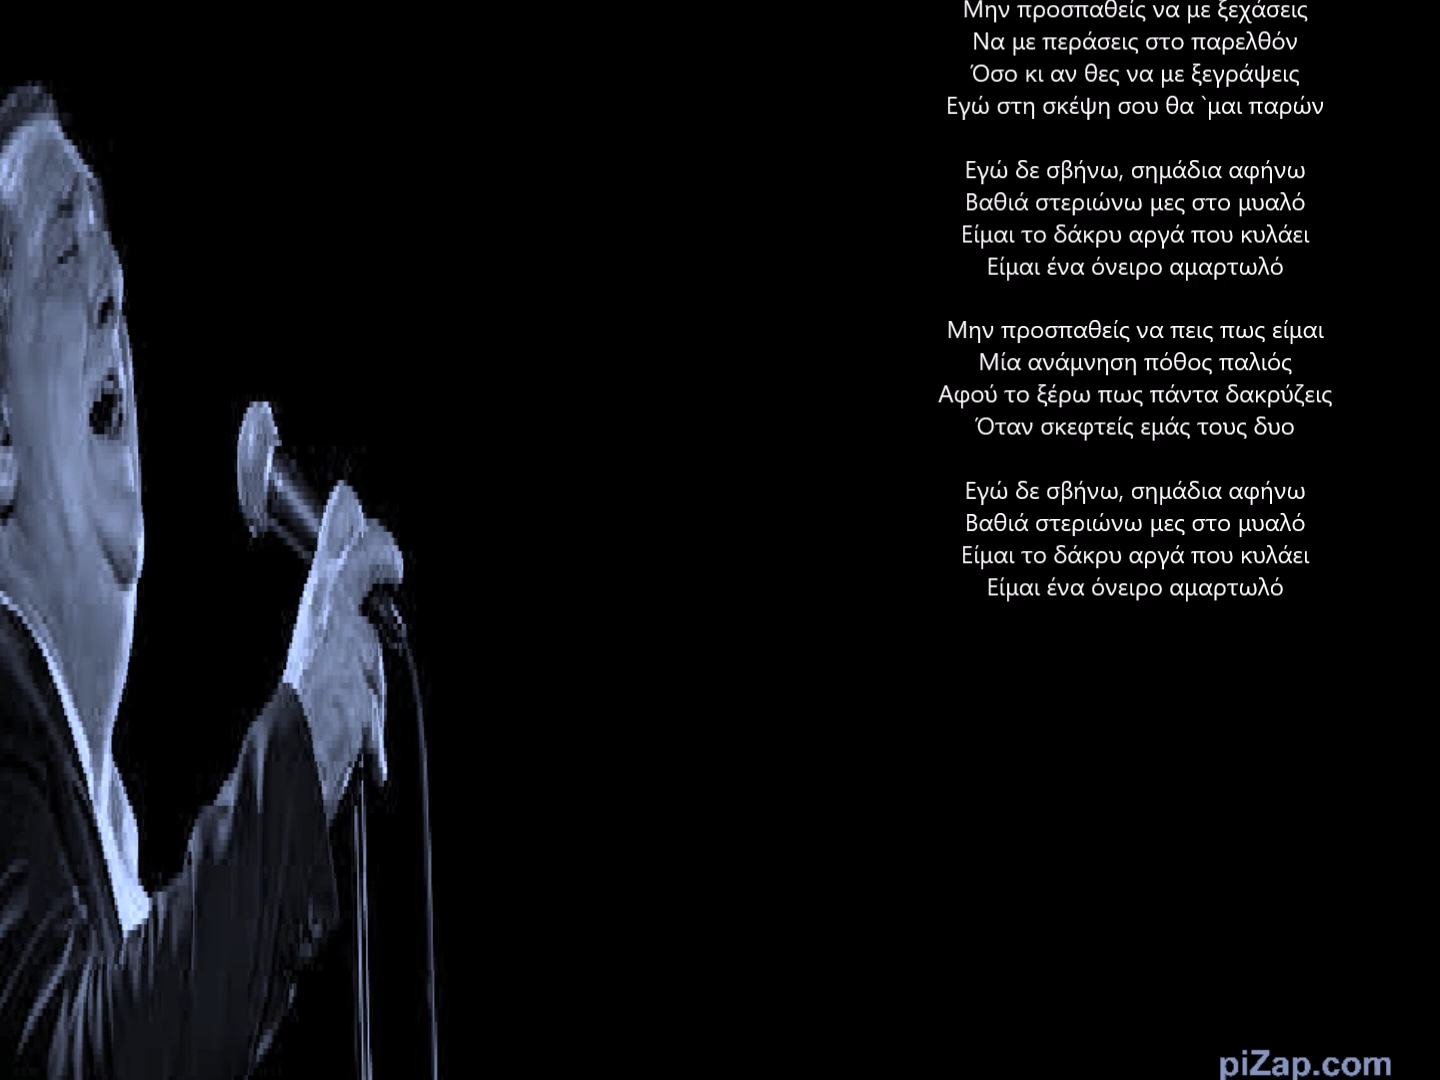 Μην προσπαθείς να με ξεχάσεις
Να με περάσεις στο παρελθόν
Όσο κι αν θες να με ξεγράψεις
Εγώ στη σκέψη σου θα `μαι παρών
Εγώ δε σβήνω, σημάδια αφήνω
Βαθιά στεριώνω μες στο μυαλό
Είμαι το δάκρυ αργά που κυλάει
Είμαι ένα όνειρο αμαρτωλό
Μην προσπαθείς να πεις πως είμαι
Μία ανάμνηση πόθος παλιός
Αφού το ξέρω πως πάντα δακρύζεις
Όταν σκεφτείς εμάς τους δυο
Εγώ δε σβήνω, σημάδια αφήνω
Βαθιά στεριώνω μες στο μυαλό
Είμαι το δάκρυ αργά που κυλάει
Είμαι ένα όνειρο αμαρτωλό
piZap.com